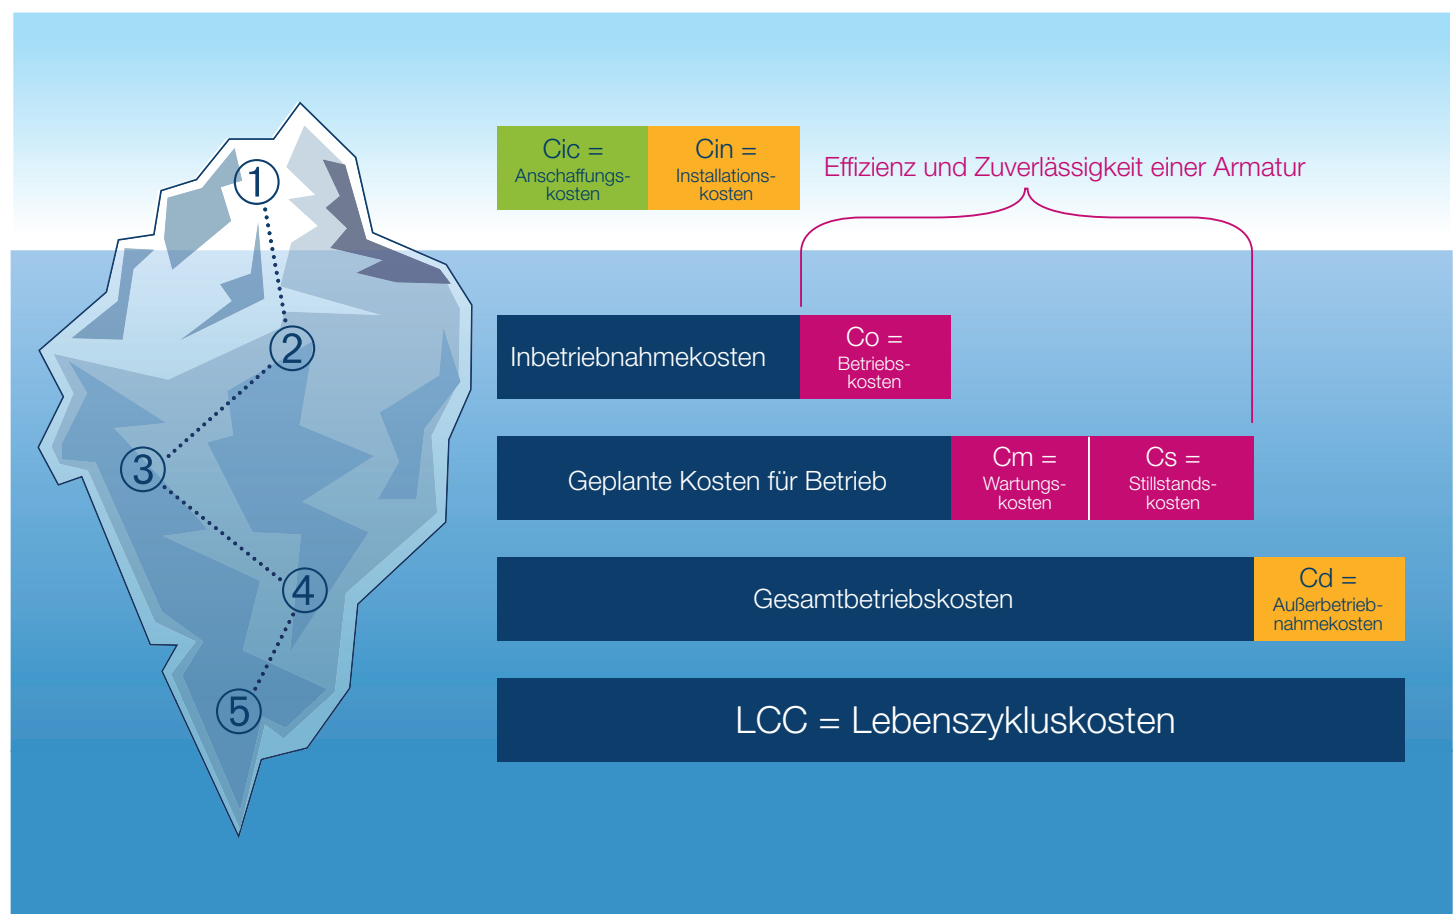 ①
Cic =
Anschaffungs-
kosten
Cin =
Installations-
kosten
Effizienz und Zuverlässigkeit einer Armatur
②
Inbetriebnahmekosten
Co =
Betriebs-
kosten
③
Geplante Kosten für Betrieb
Cm =
Wartungs-
kosten
Cs =
Stillstands-
kosten
④
Gesamtbetriebskosten
Cd =
Außerbetrieb-
nahmekosten
⑤
LCC = Lebenszykluskosten